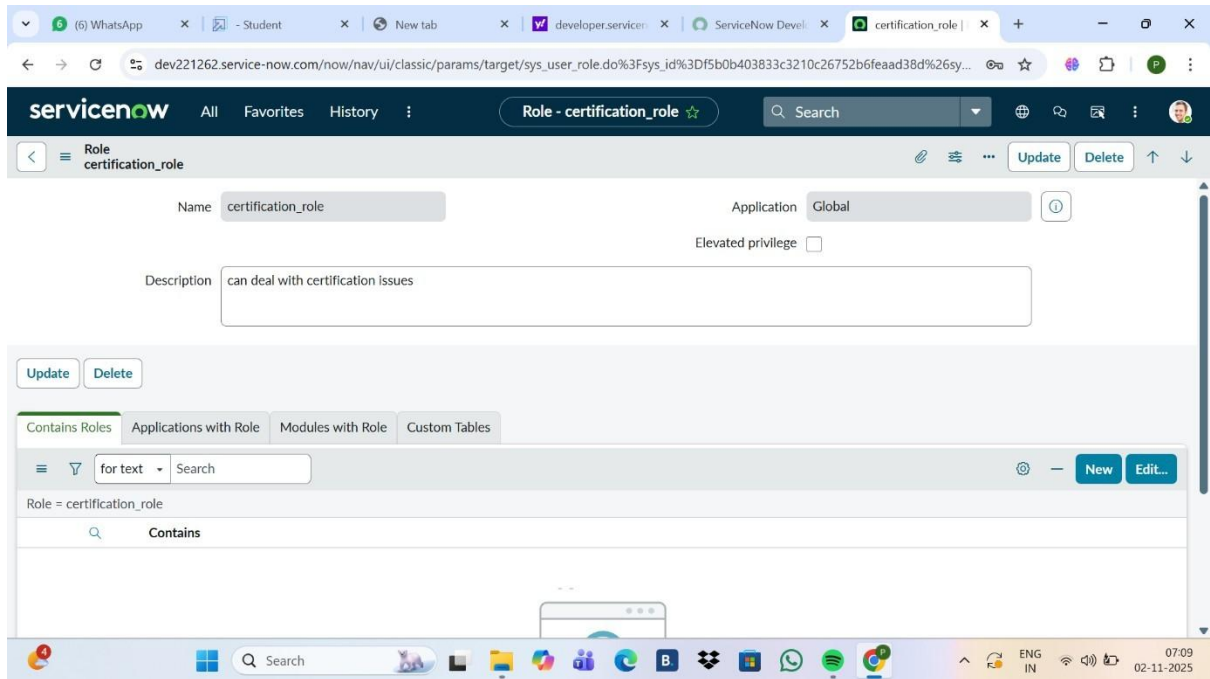 (6) WhatsApp - Student New tab developer.servicen ServiceNow Devel certification_role |
dev221262.service-now.com/now/nav/ui/classic/params/target/sys_user_role.do%3Fsys_id%3Df5b0b403833c3210c26752b6feaad38d%26sy...
servicenow All Favorites History Role - certification_role Search
Role
certification_role
Update Delete
Name certification_role Application Global
Elevated privilege
Description can deal with certification issues
Update Delete
Contains Roles Applications with Role Modules with Role Custom Tables
for text Search New Edit...
Role = certification_role
Contains
4 Search B. ENG 07:09
IN 02-11-2025